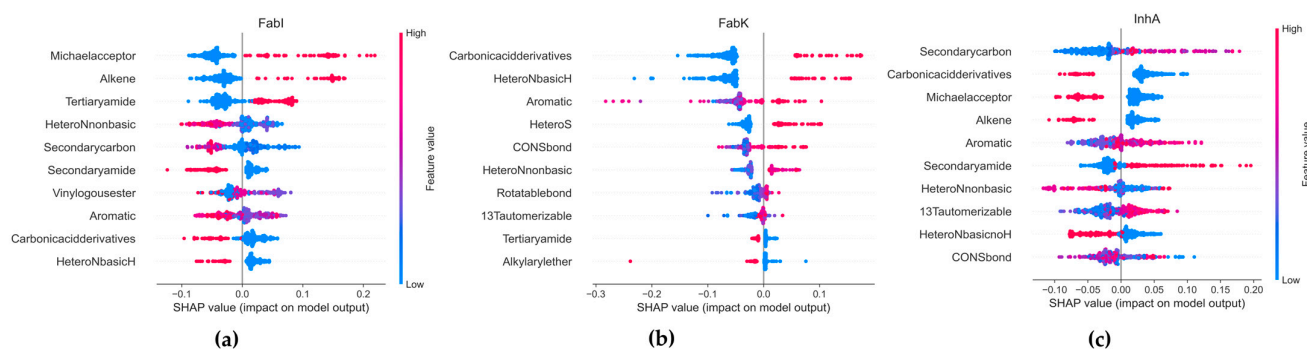 FabI
High
Michaelacceptor
Alkene
Tertiaryamide
HeteroNnonbasic
Secondarycarbon
Secondaryamide
Vinylogousester
Aromatic
Carbonicacidderivatives
HeteroNbasicH
Feature value
Low
−0.1 0.0 0.1 0.2
SHAP value (impact on model output)
(a)
FabK
Carbonicacidderivatives
HeteroNbasicH
Aromatic
HeteroS
CONSbond
HeteroNnonbasic
Rotatablebond
13Tautomerizable
Tertiaryamide
Alkylarylether
−0.3 −0.2 −0.1 0.0 0.1
SHAP value (impact on model output)
(b)
InhA
High
Secondarycarbon
Carbonicacidderivatives
Michaelacceptor
Alkene
Aromatic
Secondaryamide
HeteroNnonbasic
13Tautomerizable
HeteroNbasicnoH
CONSbond
Feature value
Low
−0.10 −0.05 0.00 0.05 0.10 0.15 0.20
SHAP value (impact on model output)
(c)